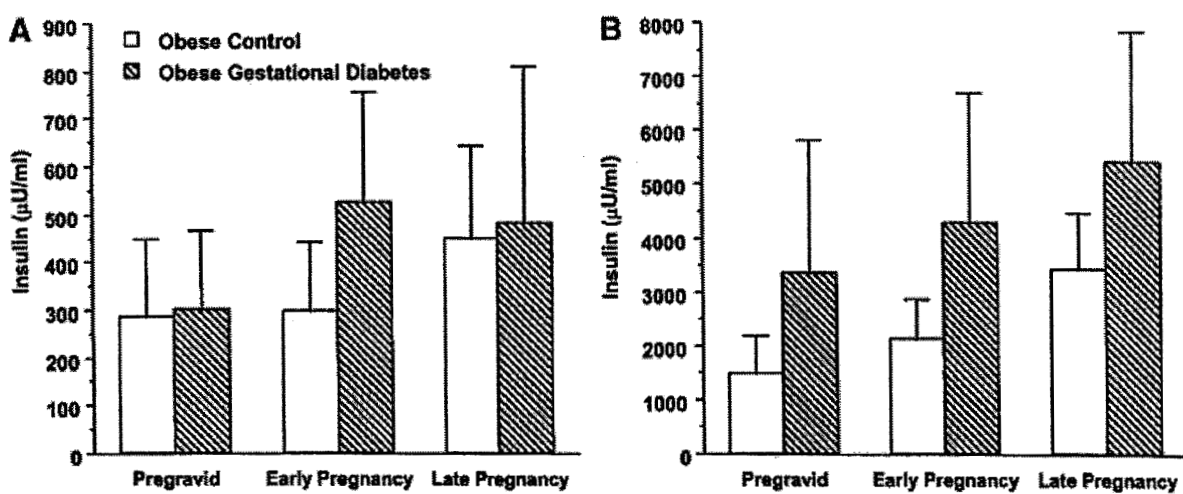 A
900
800
700
600
500
400
300
200
100
0
Insulin (µU/ml)
Obese Control
Obese Gestational Diabetes
Pregravid Early Pregnancy Late Pregnancy
B
8000
7000
6000
5000
4000
3000
2000
1000
0
Insulin (µU/ml)
Pregravid Early Pregnancy Late Pregnancy